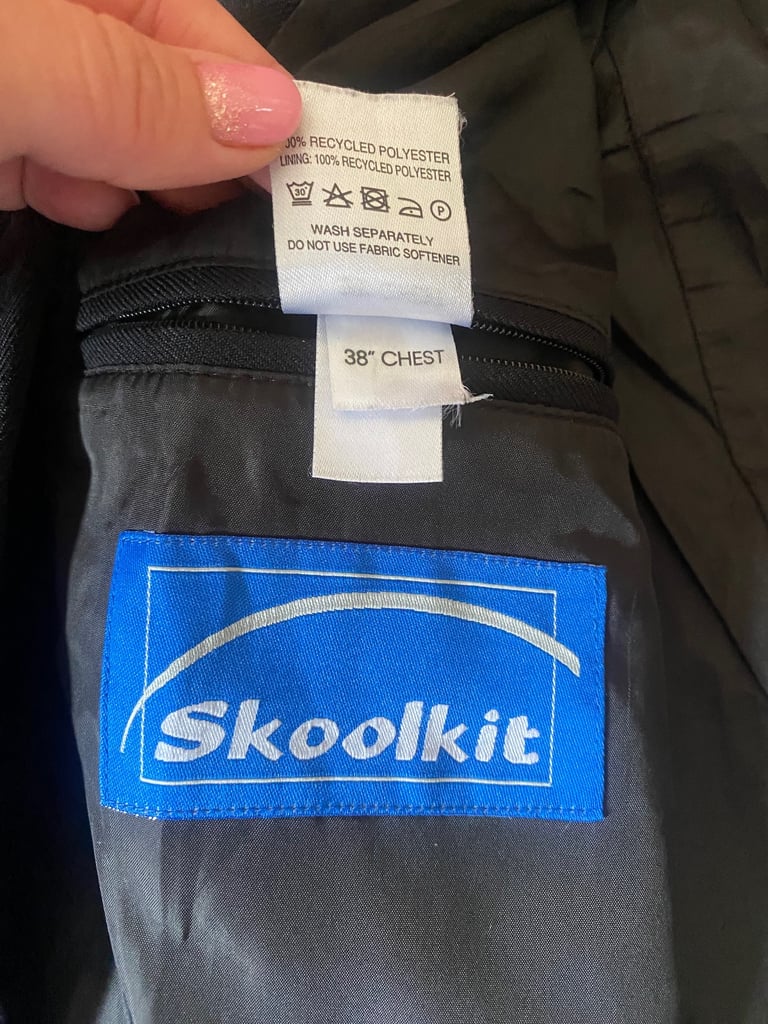 00% RECYCLED POLYESTER
LINING: 100% RECYCLED POLYESTER
30°
P
WASH SEPARATELY
DO NOT USE FABRIC SOFTENER
38" CHEST
Skoolkit